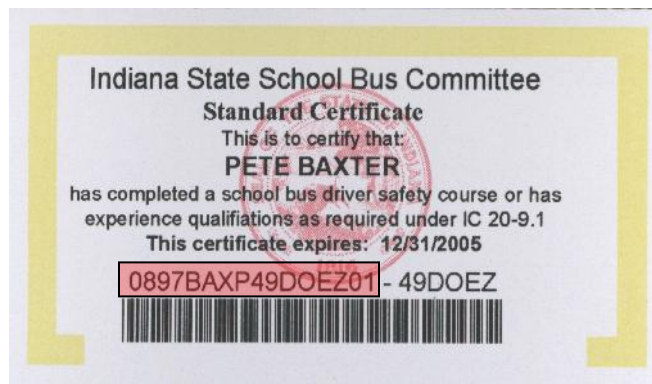 Indiana State School Bus Committee
Standard Certificate
This is to certify that:
PETE BAXTER
has completed a school bus driver safety course or has
experience qualifiations as required under IC 20-9.1
This certificate expires: 12/31/2005
0897BAXP49DOEZ01 - 49DOEZ